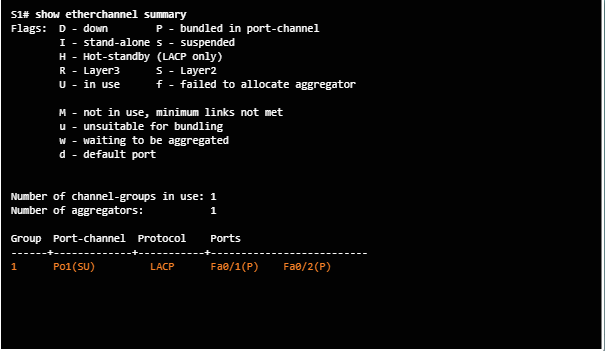 S1# show etherchannel summary
Flags:  D - down        P - bundled in port-channel
        I - stand-alone s - suspended
        H - Hot-standby (LACP only)
        R - Layer3      S - Layer2
        U - in use      f - failed to allocate aggregator
        M - not in use, minimum links not met
        u - unsuitable for bundling
        w - waiting to be aggregated
        d - default port
Number of channel-groups in use: 1
Number of aggregators:           1
Group  Port-channel  Protocol    Ports
------+-------------+-----------+--------------------------
1      Po1(SU)         LACP      Fa0/1(P)    Fa0/2(P)